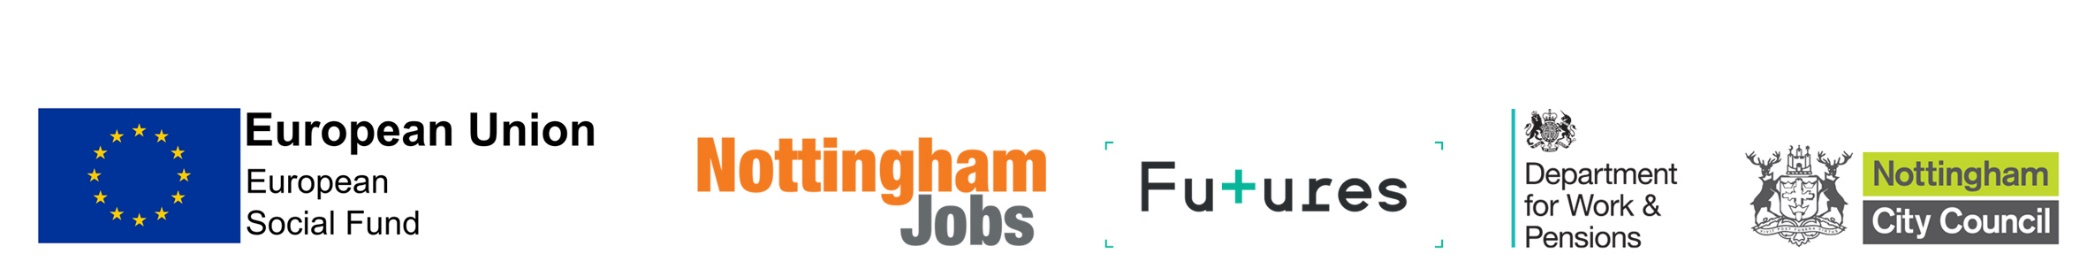 European Union
European
Social Fund
Nottingham
Jobs
Futures
Department
for Work &
Pensions
Nottingham
City Council